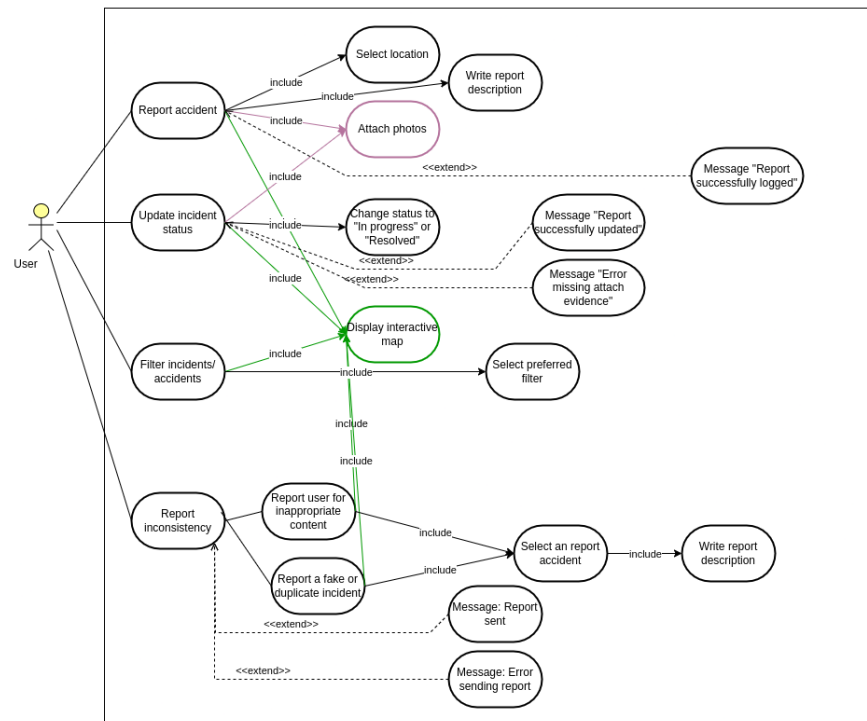 Select location
Write report
description
include
include
Report accident
include
Attach photos
<<extend>>
Message "Report
successfully logged"
include
User
Update incident
status
include
Change status to
"In progress" or
"Resolved"
Message "Report
successfully updated"
<<extend>>
<<extend>>
Message "Error
missing attach
evidence"
include
Display interactive
map
include
Filter incidents/
accidents
include
Select preferred
filter
include
include
Report
inconsistency
Report user for
inappropriate
content
include
Select an report
accident
include
Write report
description
Report a fake or
duplicate incident
include
Message: Report
sent
<<extend>>
Message: Error
sending report
<<extend>>